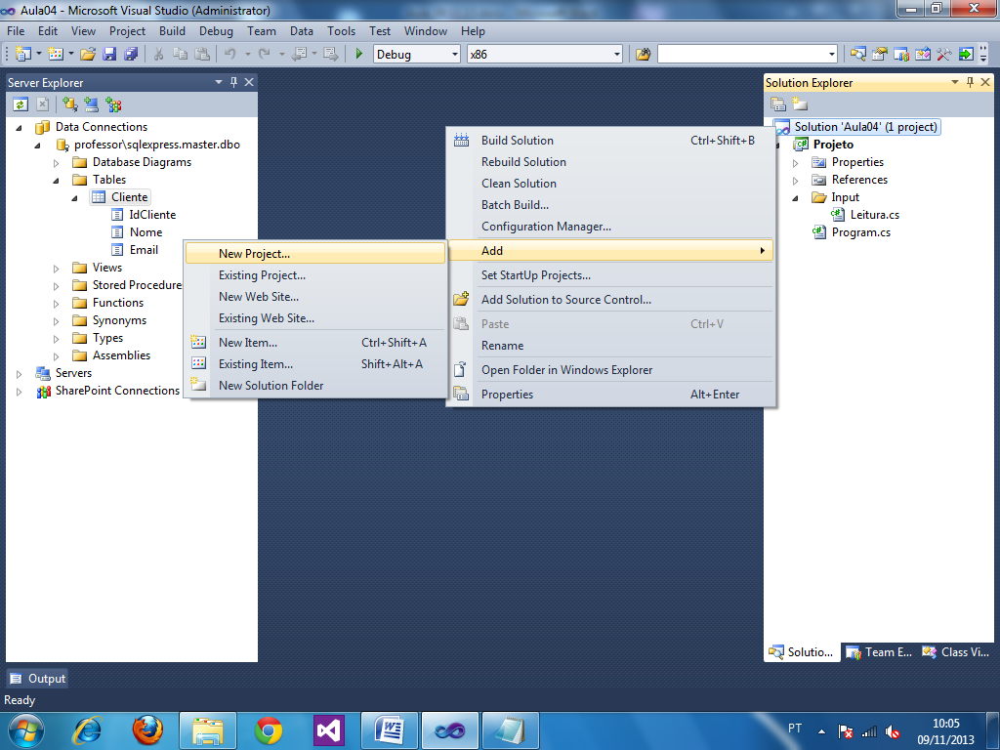 Aula04 - Microsoft Visual Studio (Administrator)
File Edit View Project Build Debug Team Data Tools Test Window Help
Debug x86
Server Explorer
Data Connections
professor\sqlexpress.master.dbo
Database Diagrams
Tables
Cliente
IdCliente
Nome
Email
Views
Stored Procedure
Functions
Synonyms
Types
Assemblies
Servers
SharePoint Connections
New Project...
Existing Project...
New Web Site...
Existing Web Site...
New Item... Ctrl+Shift+A
Existing Item... Shift+Alt+A
New Solution Folder
Build Solution Ctrl+Shift+B
Rebuild Solution
Clean Solution
Batch Build...
Configuration Manager...
Add
Set StartUp Projects...
Add Solution to Source Control...
Paste Ctrl+V
Rename
Open Folder in Windows Explorer
Properties Alt+Enter
Solution Explorer
Solution 'Aula04' (1 project)
Projeto
Properties
References
Input
Leitura.cs
Program.cs
Solutio... Team E... Class Vi...
Output
Ready
PT
10:05
09/11/2013